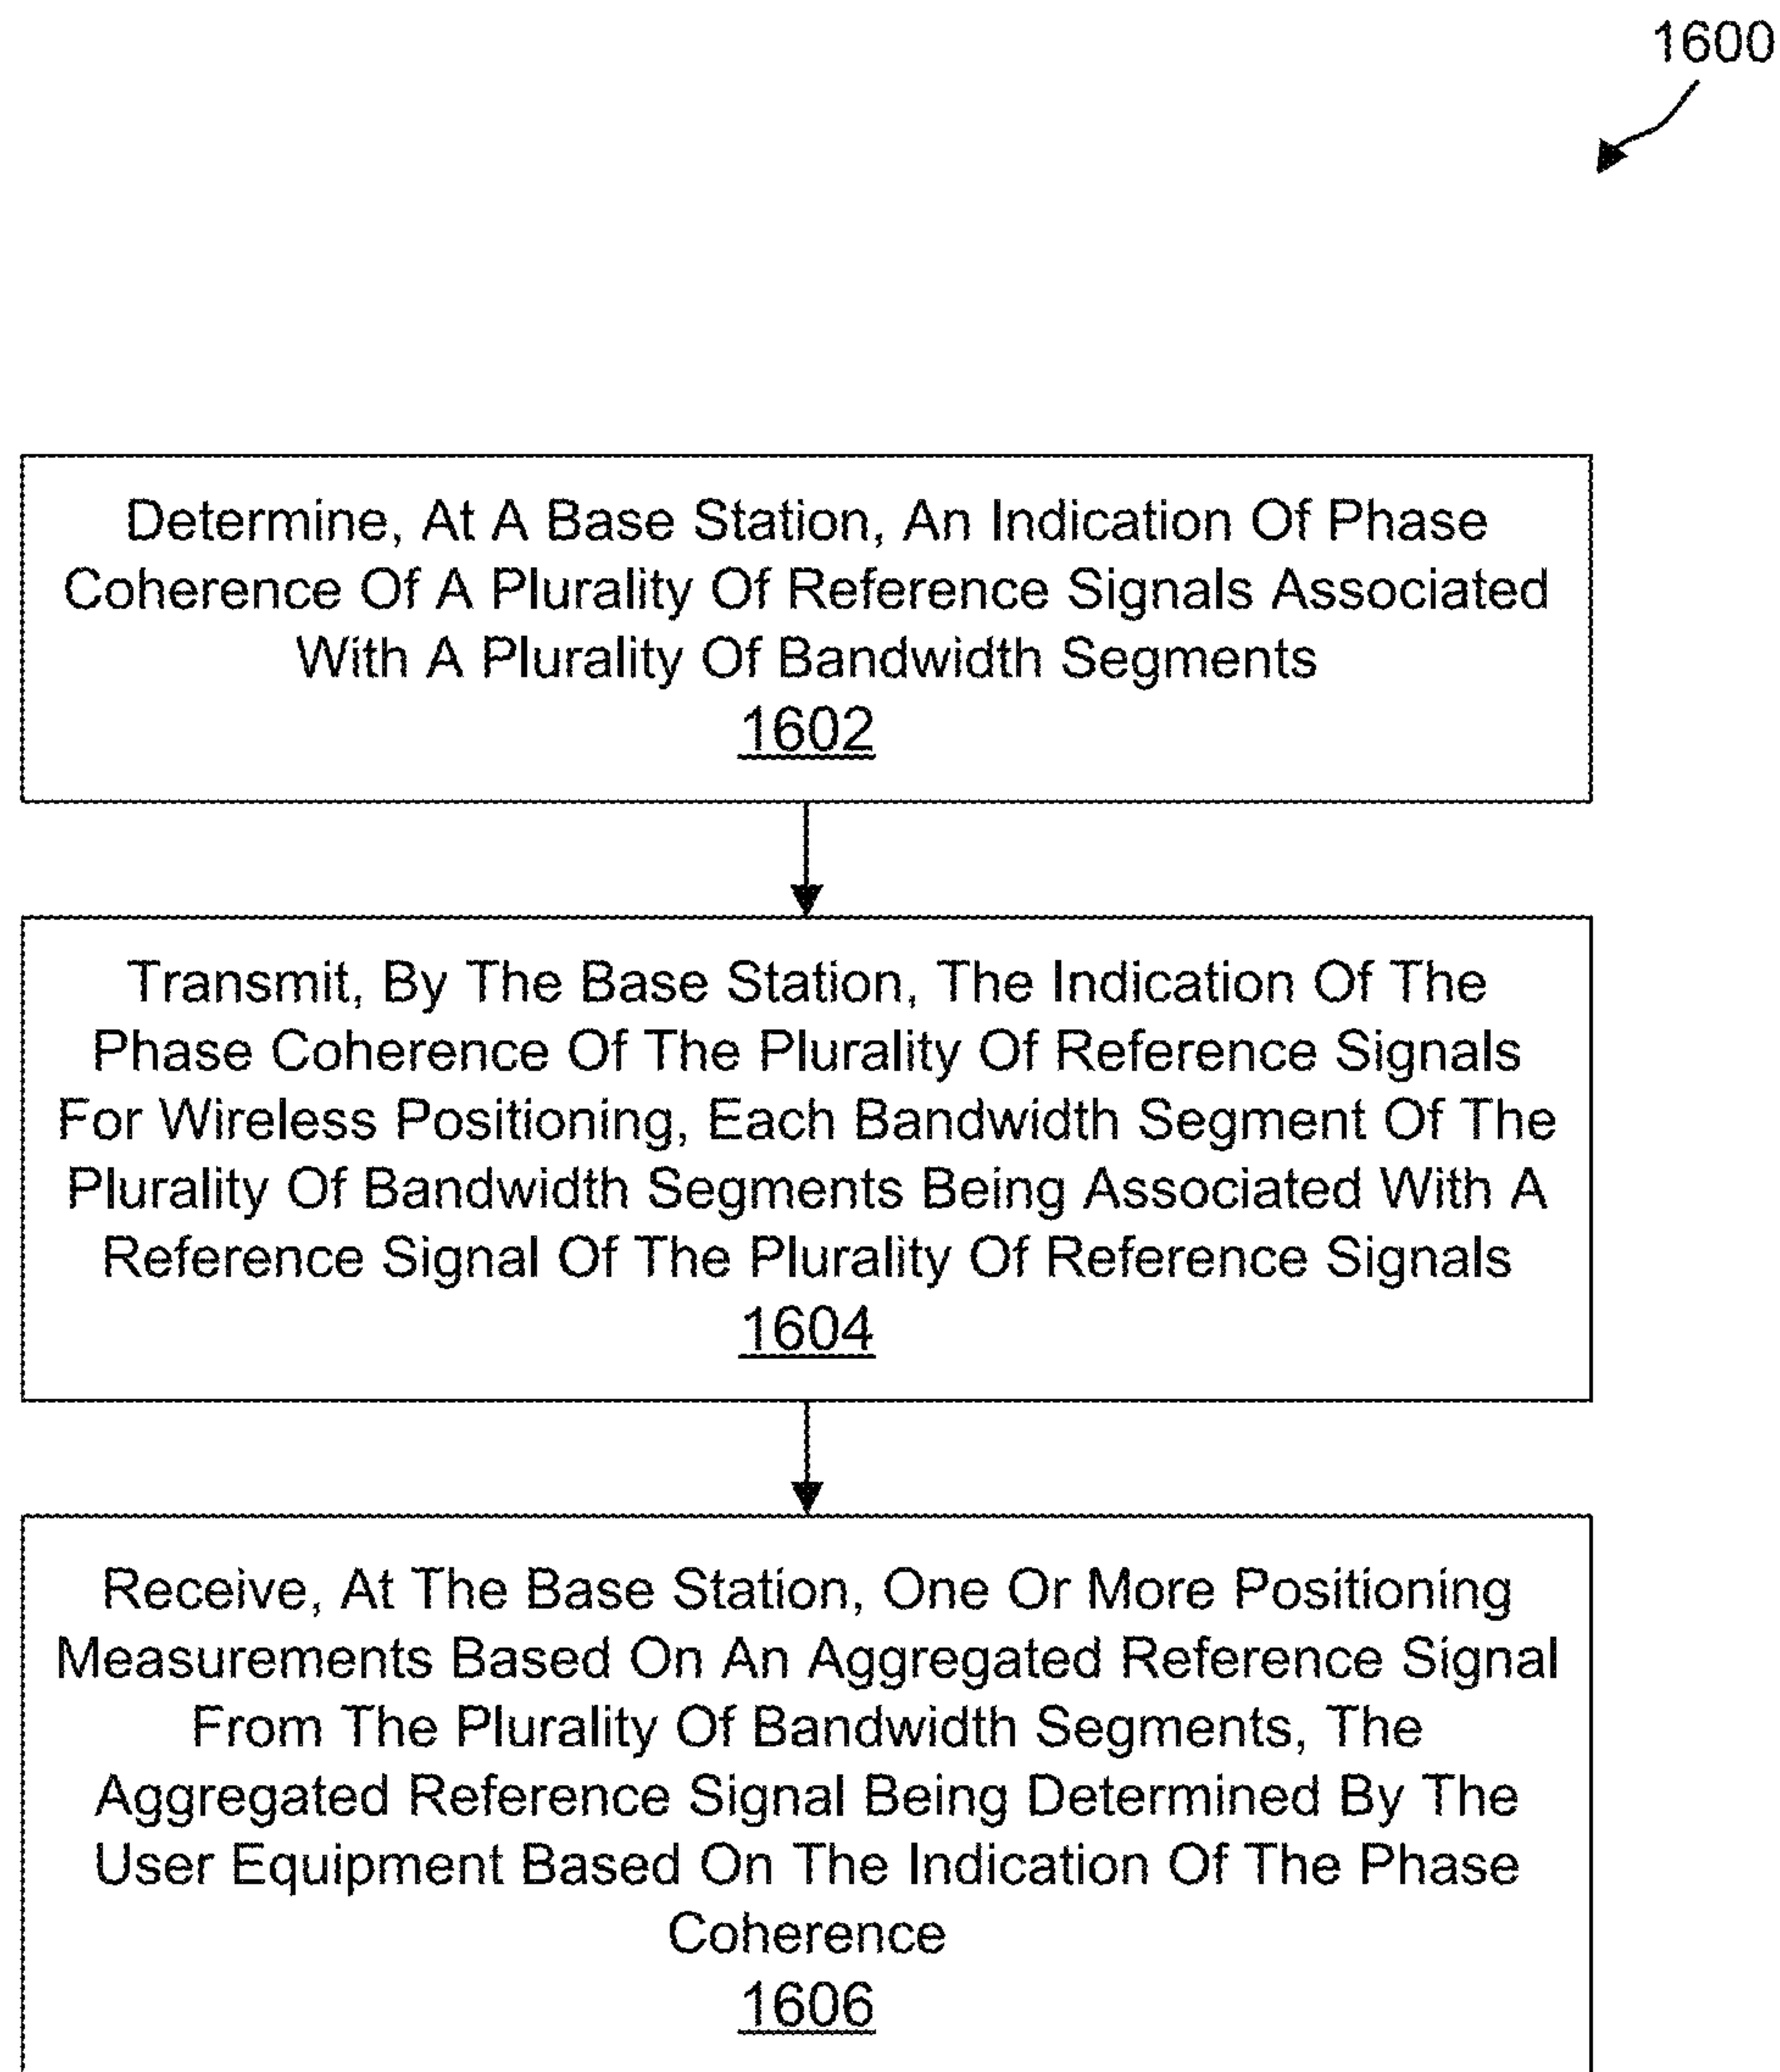 1600
Determine, At A Base Station, An Indication Of Phase
Coherence Of A Plurality Of Reference Signals Associated
With A Plurality Of Bandwidth Segments
1602
Transmit, By The Base Station, The Indication Of The
Phase Coherence Of The Plurality Of Reference Signals
For Wireless Positioning, Each Bandwidth Segment Of The
Plurality Of Bandwidth Segments Being Associated With A
Reference Signal Of The Plurality Of Reference Signals
1604
Receive, At The Base Station, One Or More Positioning
Measurements Based On An Aggregated Reference Signal
From The Plurality Of Bandwidth Segments, The
Aggregated Reference Signal Being Determined By The
User Equipment Based On The Indication Of The Phase
Coherence
1606